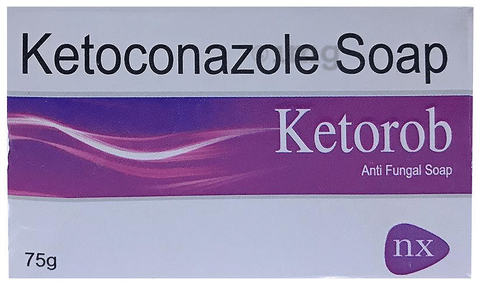 Ketoconazole Soap
Ketorob
Anti Fungal Soap
75g
nx